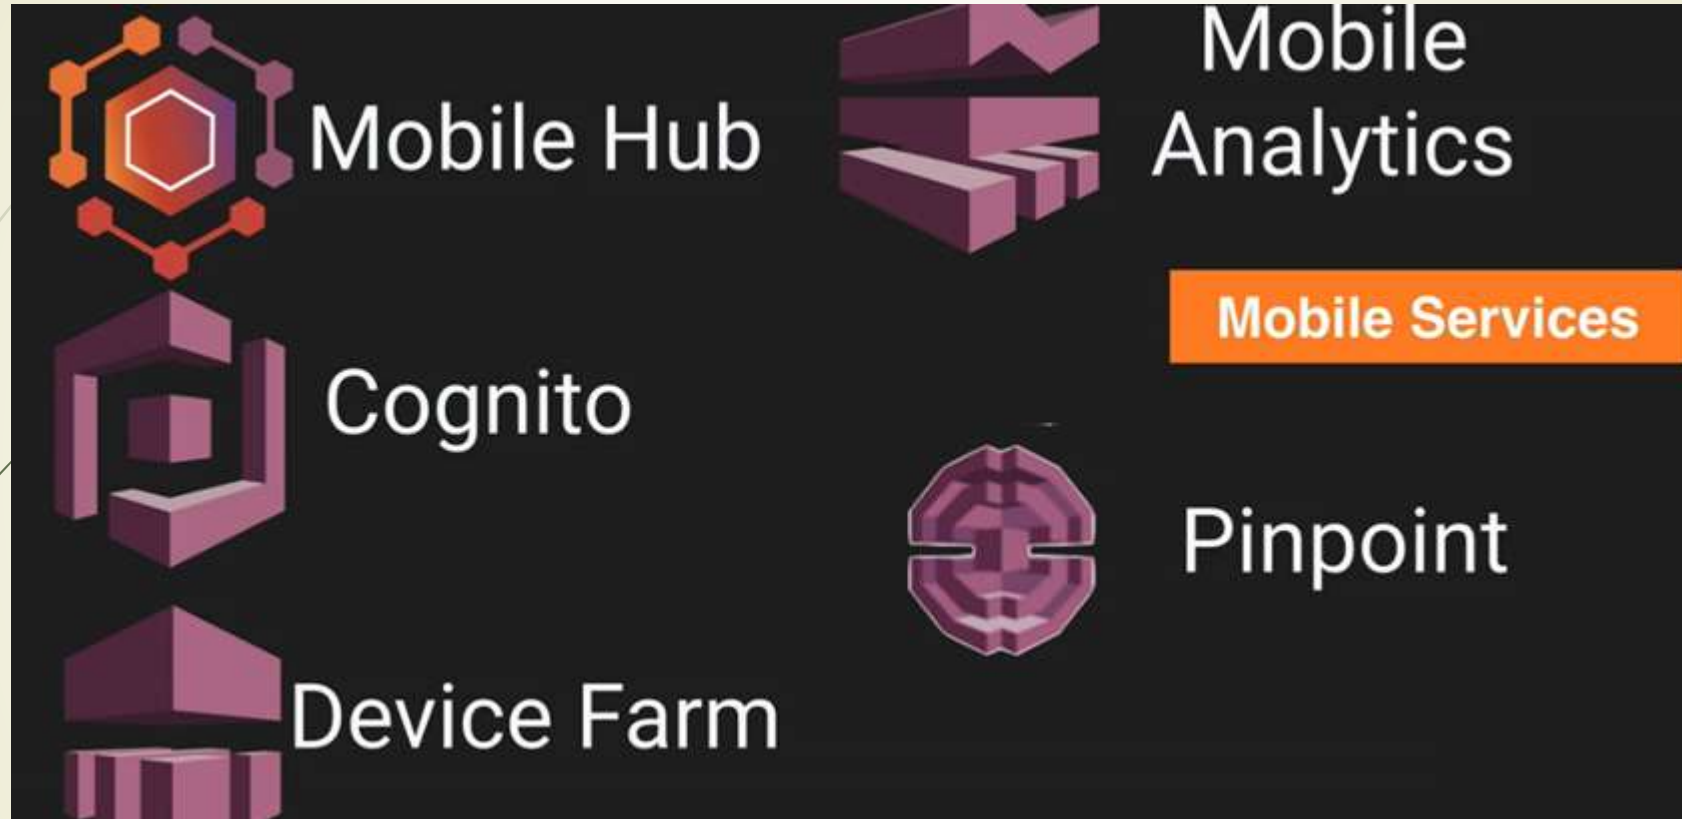 Mobile Hub
Mobile
Analytics
Mobile Services
Cognito
Pinpoint
Device Farm